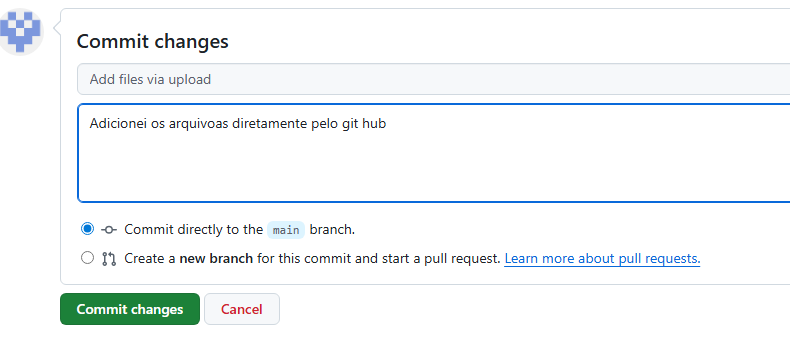 Commit changes
Add files via upload
Adicionei os arquivoas diretamente pelo git hub
Commit directly to the main branch.
Create a new branch for this commit and start a pull request. Learn more about pull requests.
Commit changes Cancel